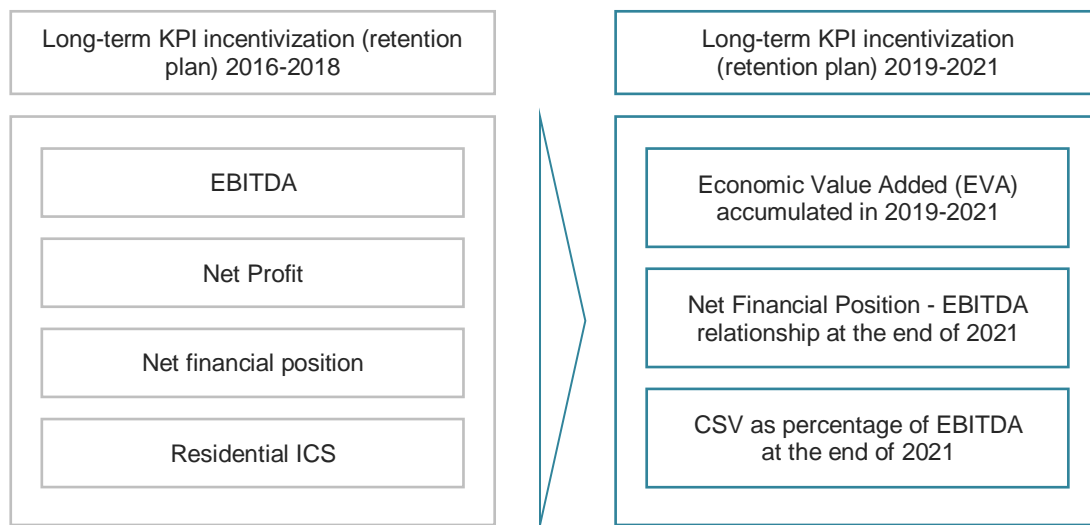 Long-term KPI incentivization (retention
plan) 2016-2018
EBITDA
Net Profit
Net financial position
Residential ICS
Long-term KPI incentivization
(retention plan) 2019-2021
Economic Value Added (EVA)
accumulated in 2019-2021
Net Financial Position - EBITDA
relationship at the end of 2021
CSV as percentage of EBITDA
at the end of 2021